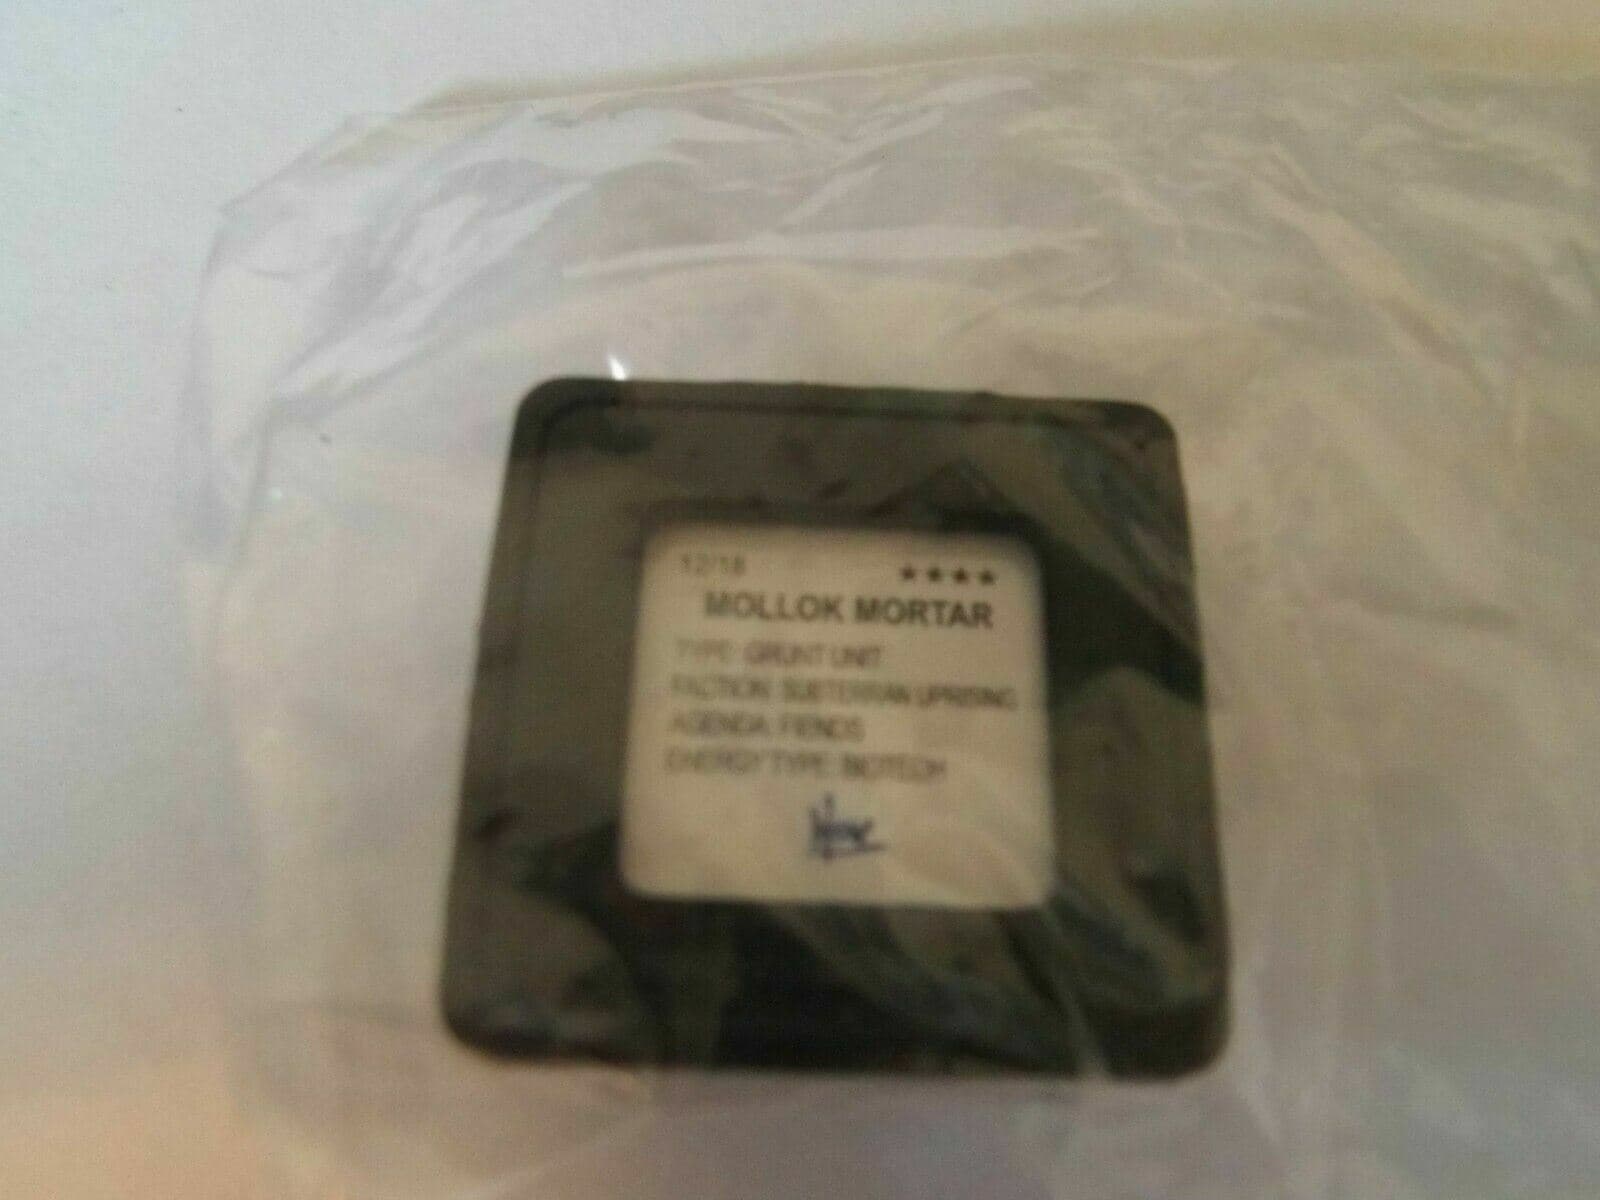 12/18 ★★★★
MOLLOK MORTAR
TYPE: GRUNT UNIT
FACTION: SUBTERRAN UPRISING
AGENDA: FIENDS
ENERGY TYPE: BIOTECH